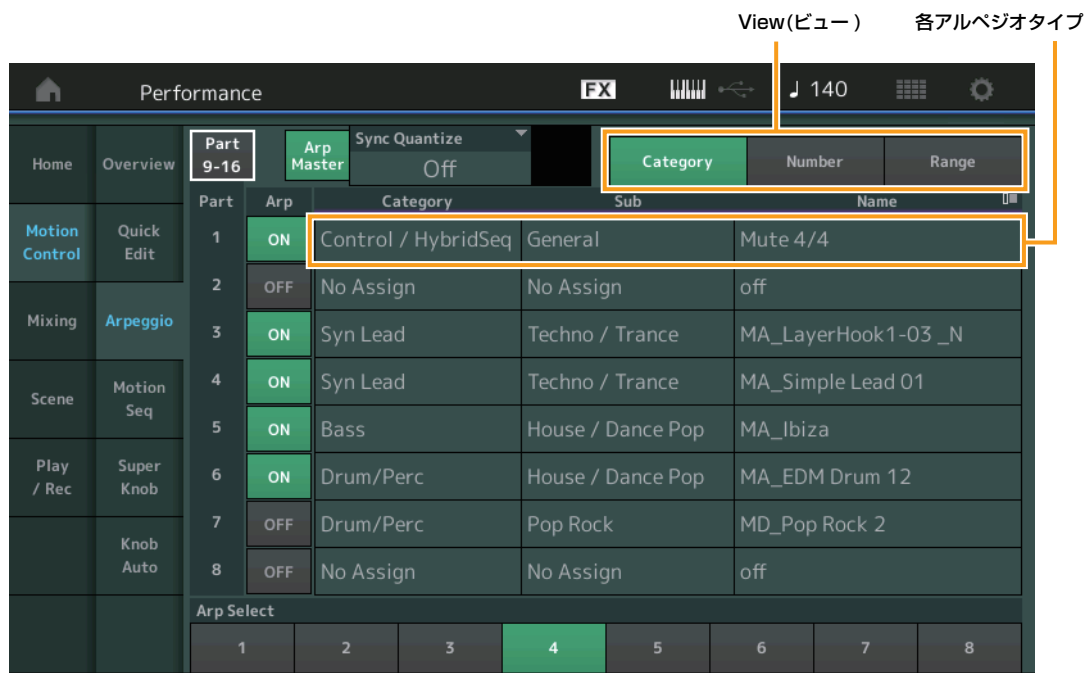 View(ビュー) 各アルペジオタイプ
Performance FX 140
Home Overview Part 9-16 Arp Master Sync Quantize Off Category Number Range
Part Arp Category Sub Name
Motion Control Quick Edit
1 ON Control / HybridSeq General Mute 4/4
2 OFF No Assign No Assign off
Mixing Arpeggio
3 ON Syn Lead Techno / Trance MA_LayerHook1-03 _N
4 ON Syn Lead Techno / Trance MA_Simple Lead 01
Scene Motion Seq
5 ON Bass House / Dance Pop MA_Ibiza
Play / Rec Super Knob
6 ON Drum/Perc House / Dance Pop MA_EDM Drum 12
7 OFF Drum/Perc Pop Rock MD_Pop Rock 2
Knob Auto
8 OFF No Assign No Assign off
Arp Select
1 2 3 4 5 6 7 8